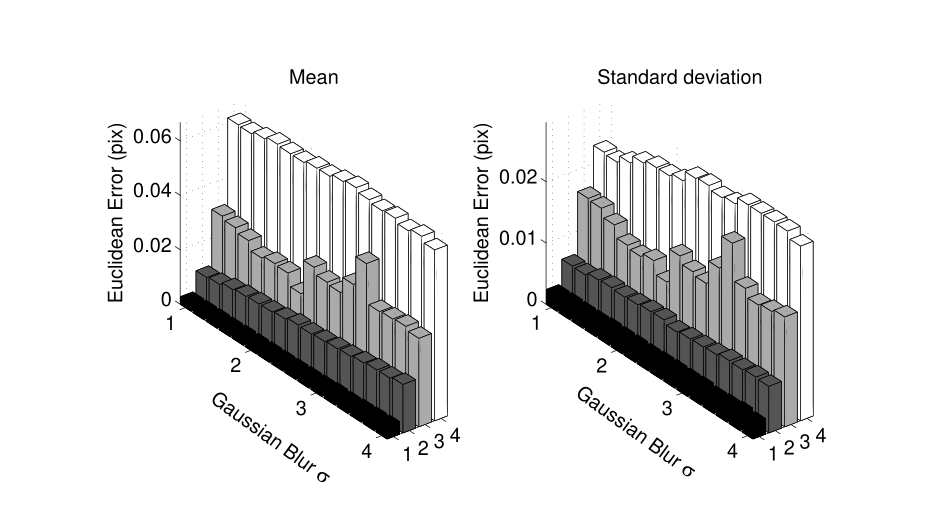 Mean
Euclidean Error (pix)
0.06
0.04
0.02
0
1
2
3
4
Gaussian Blur σ
1 2 3 4
Standard deviation
Euclidean Error (pix)
0.02
0.01
0
1
2
3
4
Gaussian Blur σ
1 2 3 4